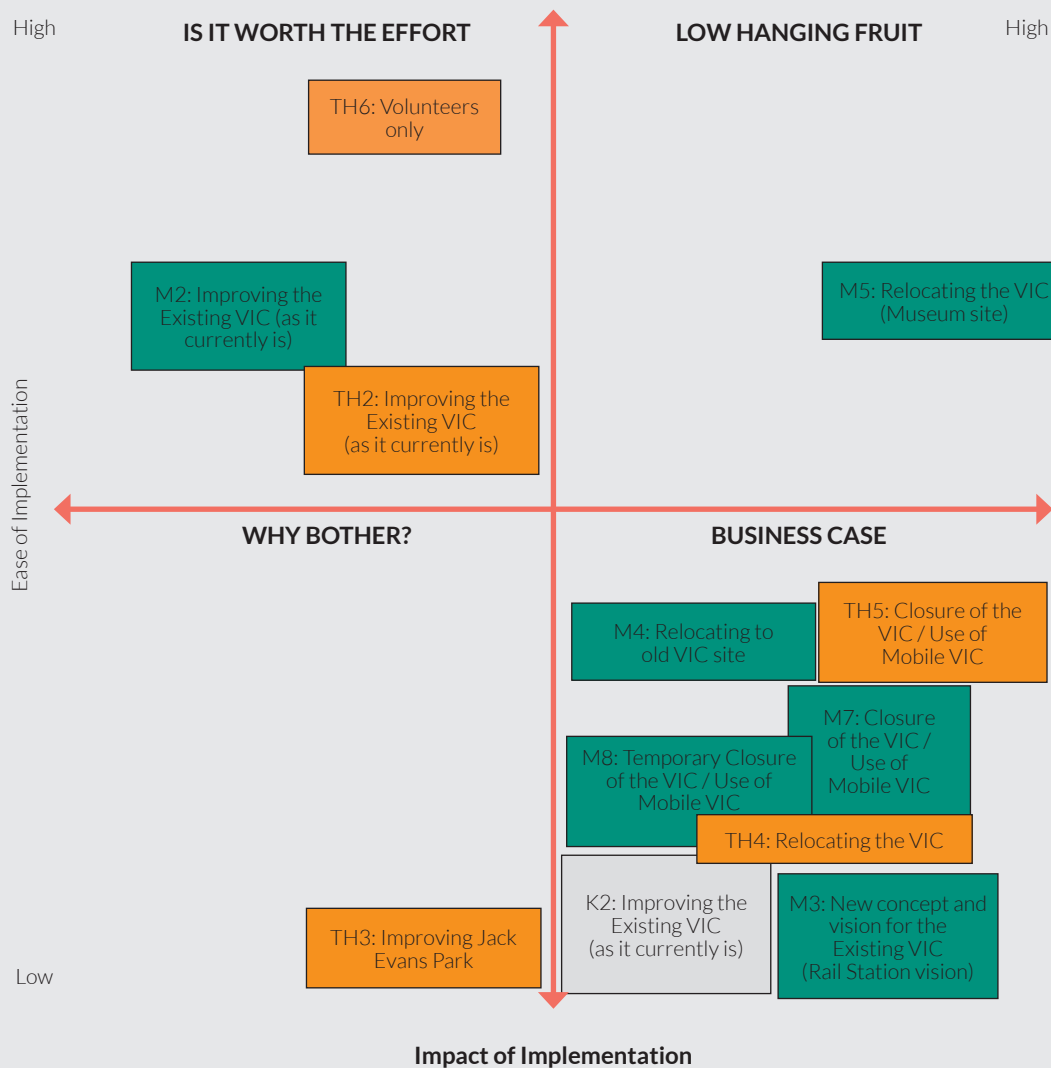 High
IS IT WORTH THE EFFORT
LOW HANGING FRUIT
High
TH6: Volunteers
only
M2: Improving the
Existing VIC (as it
currently is)
M5: Relocating the VIC
(Museum site)
TH2: Improving the
Existing VIC
(as it currently is)
Ease of Implementation
WHY BOTHER?
BUSINESS CASE
M4: Relocating to
old VIC site
TH5: Closure of the
VIC / Use of
Mobile VIC
M7: Closure
of the VIC /
Use of
Mobile VIC
M8: Temporary Closure
of the VIC / Use of
Mobile VIC
TH4: Relocating the VIC
TH3: Improving Jack
Evans Park
K2: Improving the
Existing VIC
(as it currently is)
M3: New concept and
vision for the
Existing VIC
(Rail Station vision)
Low
Impact of Implementation